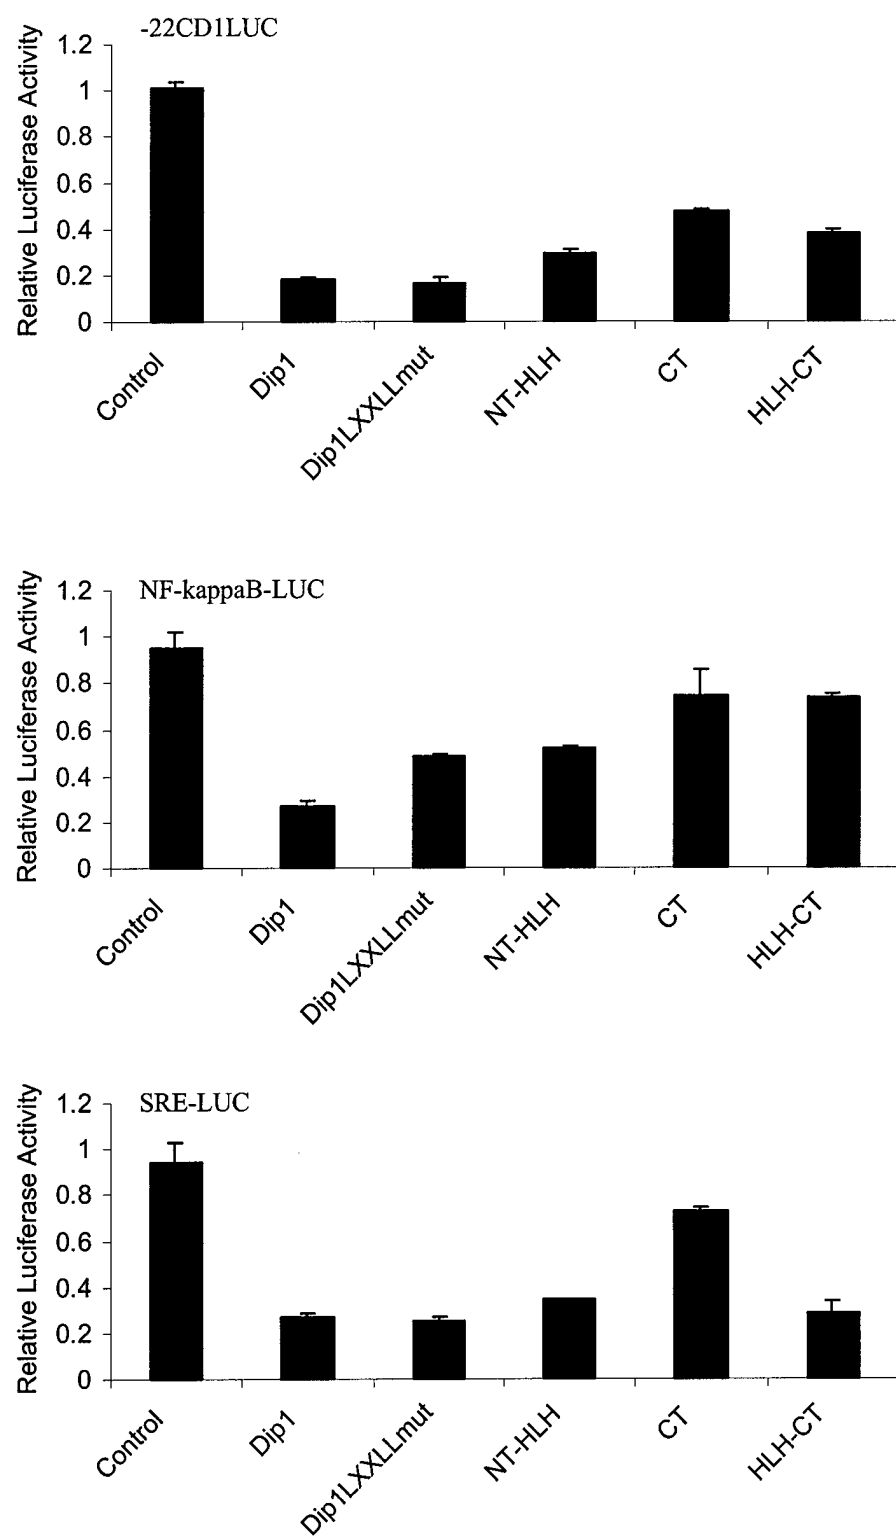 -22CD1LUC
Relative Luciferase Activity
1.2
1
0.8
0.6
0.4
0.2
0
Control
Dip1
Dip1LXXLLmut
NT-HLH
CT
HLH-CT
NF-kappaB-LUC
Relative Luciferase Activity
1.2
1
0.8
0.6
0.4
0.2
0
Control
Dip1
Dip1LXXLLmut
NT-HLH
CT
HLH-CT
SRE-LUC
Relative Luciferase Activity
1.2
1
0.8
0.6
0.4
0.2
0
Control
Dip1
Dip1LXXLLmut
NT-HLH
CT
HLH-CT